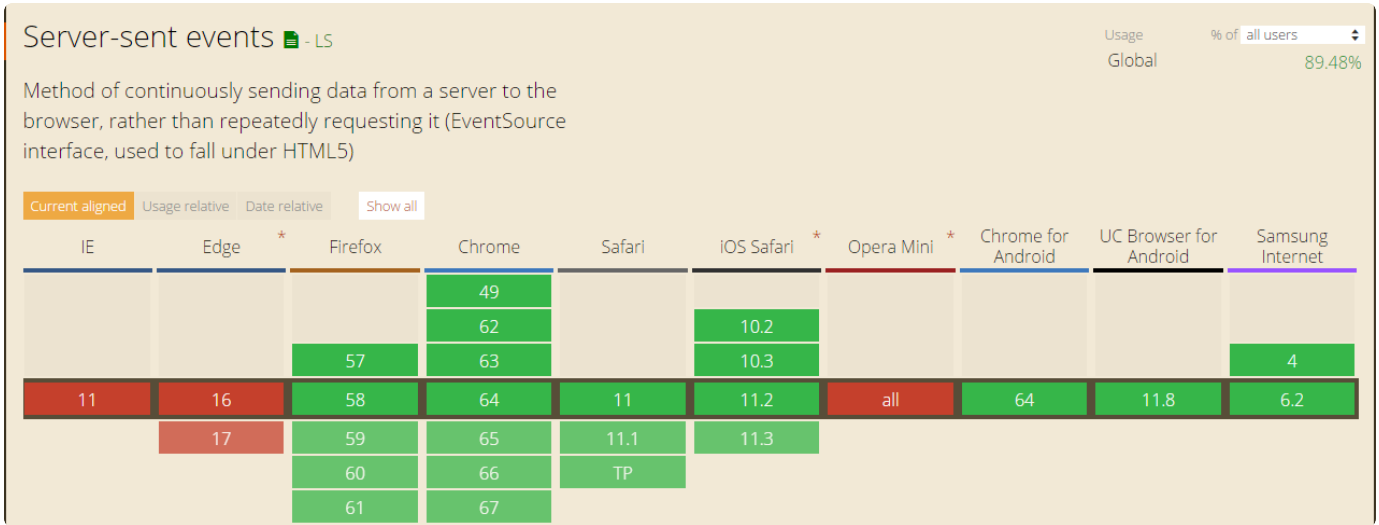 Server-sent events - LS
Usage % of all users
Global 89.48%
Method of continuously sending data from a server to the
browser, rather than repeatedly requesting it (EventSource
interface, used to fall under HTML5)
Current aligned Usage relative Date relative Show all
IE Edge * Firefox Chrome Safari iOS Safari * Opera Mini * Chrome for Android UC Browser for Android Samsung Internet
49
62 10.2
57 63 10.3 4
11 16 58 64 11 11.2 all 64 11.8 6.2
17 59 65 11.1 11.3
60 66 TP
61 67